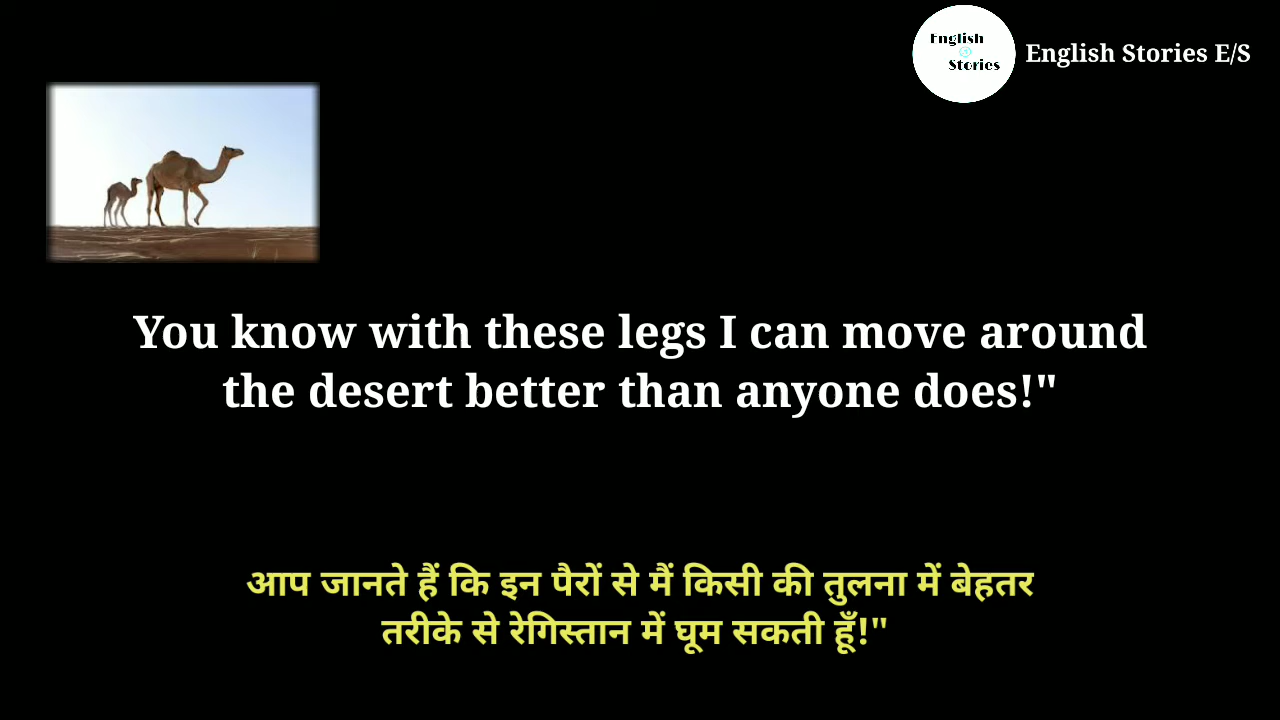 English
Stories
English Stories E/S
You know with these legs I can move around
the desert better than anyone does!"
आप जानते हैं कि इन पैरों से मैं किसी की तुलना में बेहतर
तरीके से रेगिस्तान में घूम सकती हूँ!"